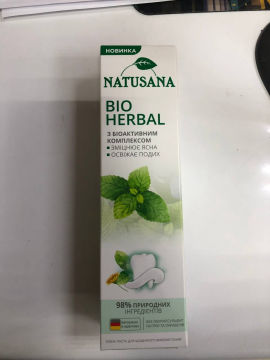 НОВИНКА
NATUSANA
BIO
HERBAL
З БІОАКТИВНИМ
КОМПЛЕКСОМ
ЗМІЦНЮЄ ЯСНА
ОСВІЖАЄ ПОДИХ
98% ПРИРОДНИХ
ІНГРЕДІЄНТІВ